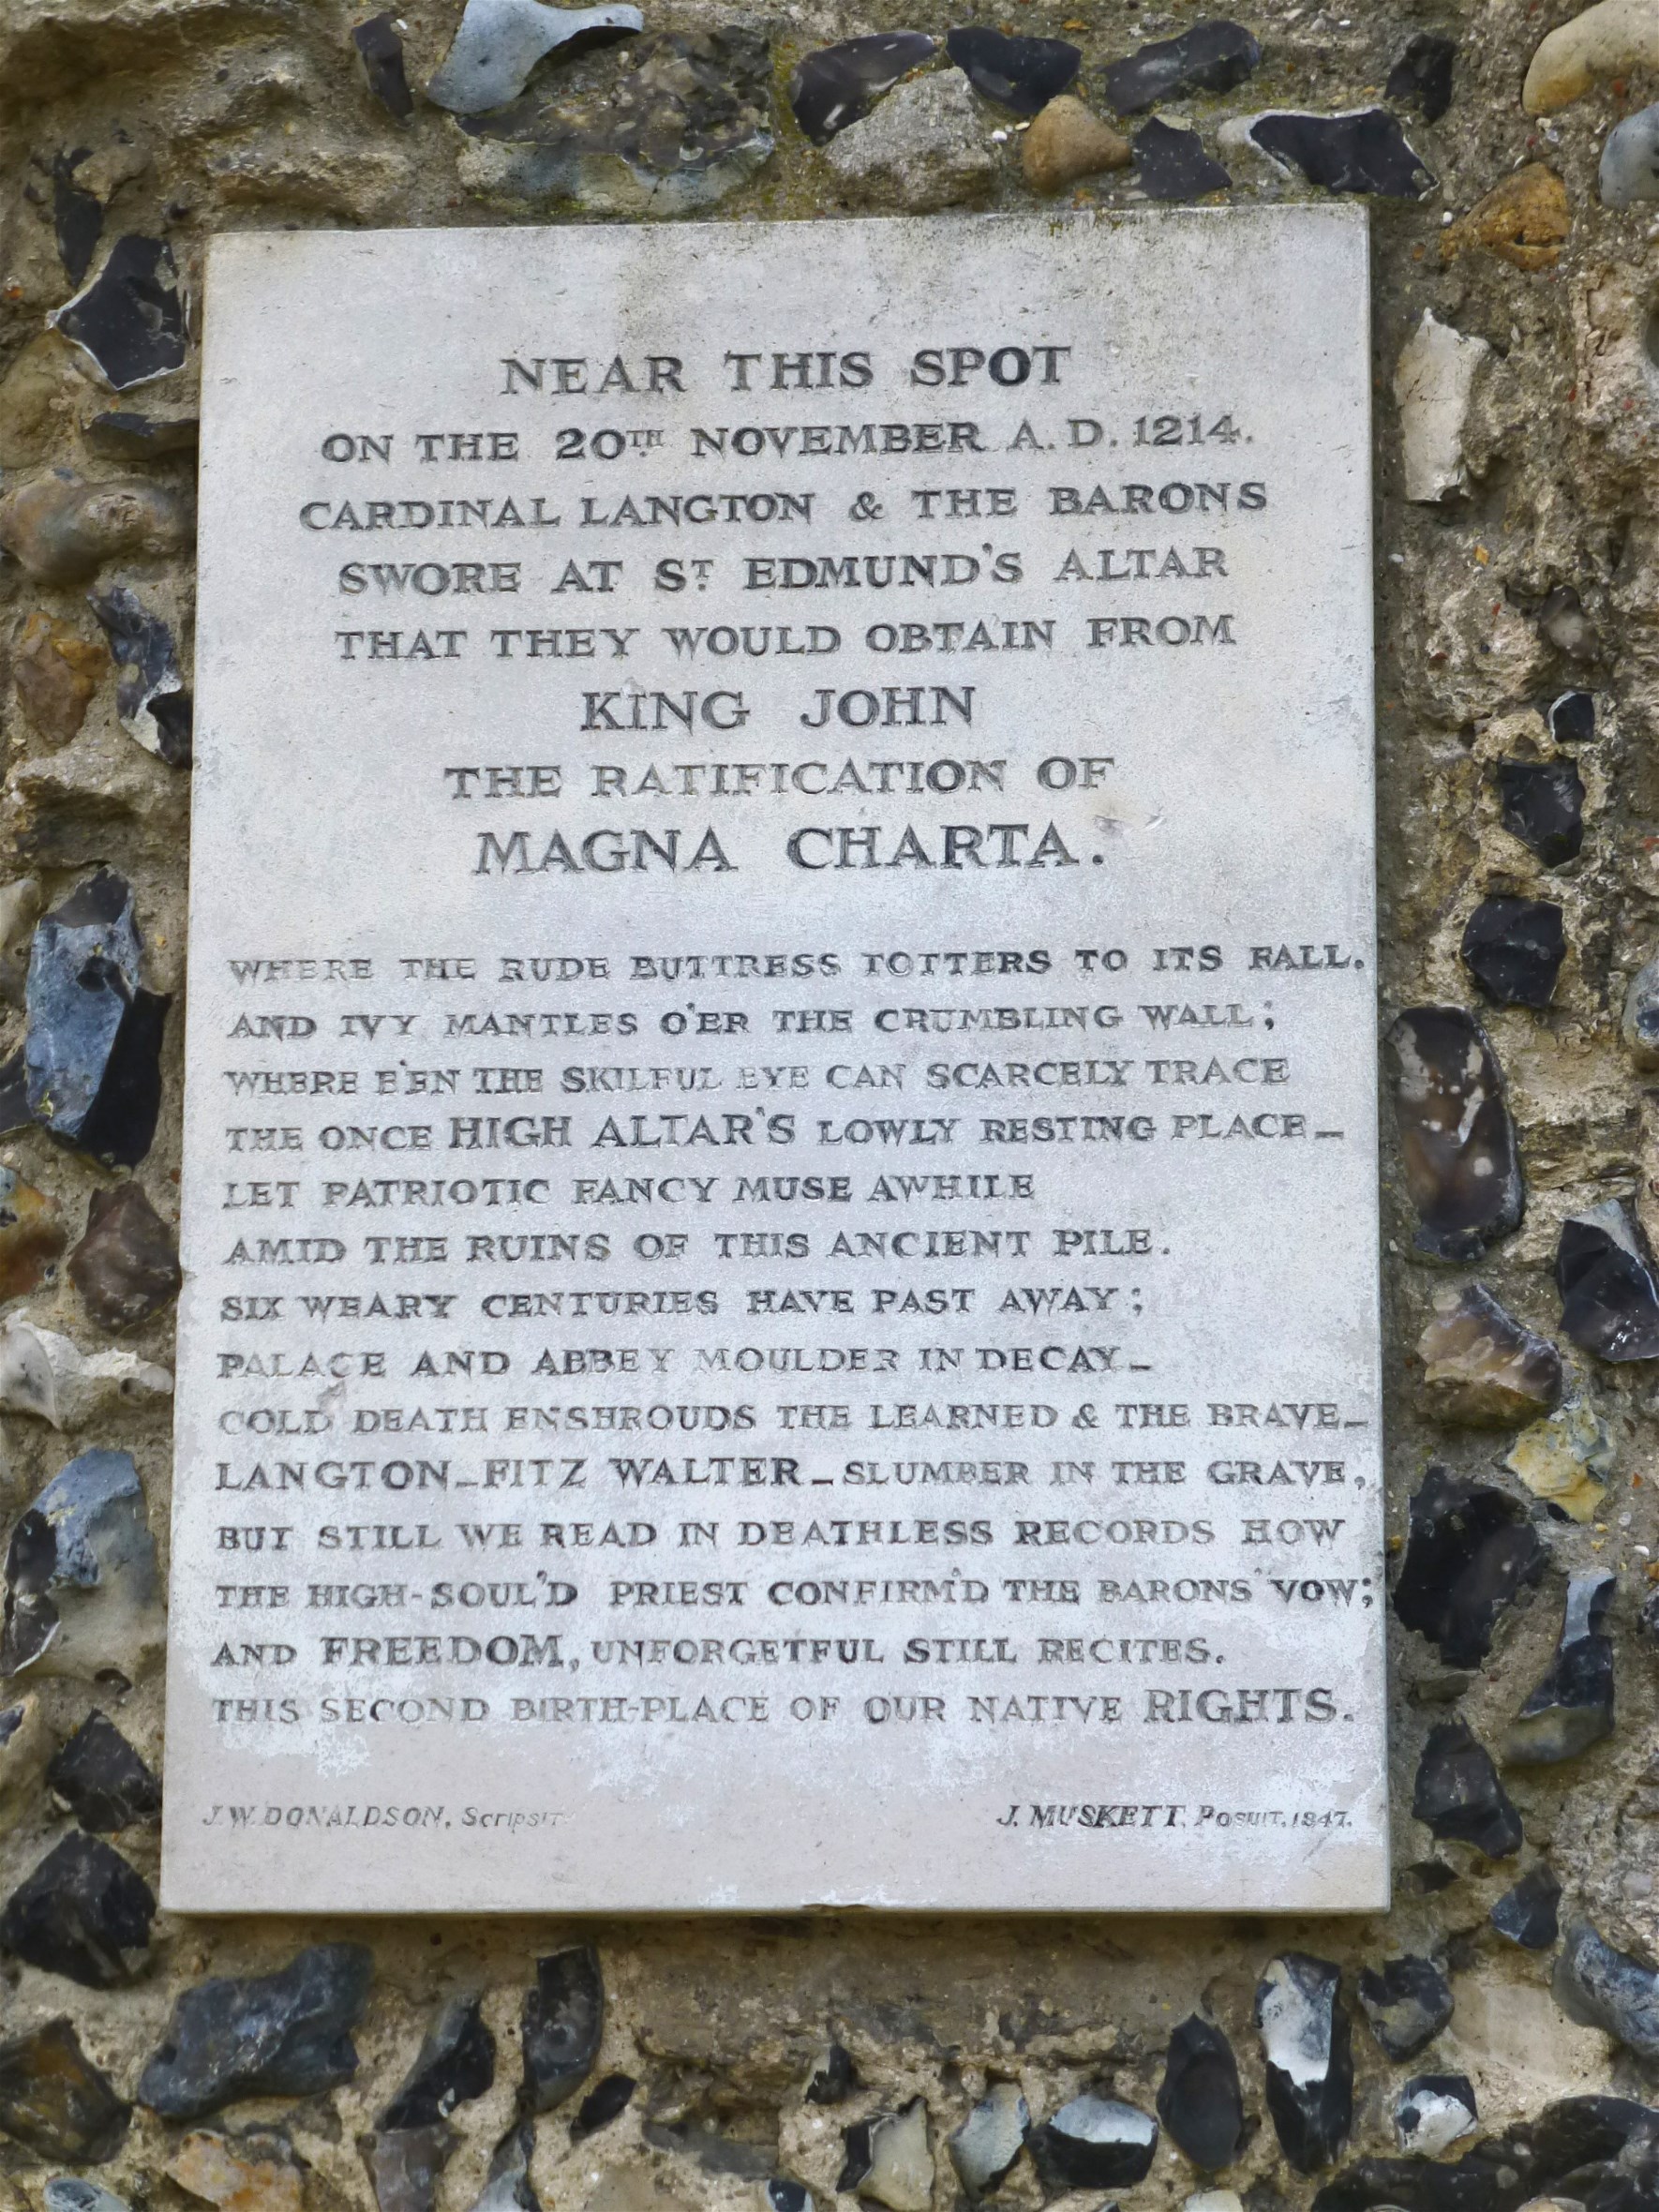 NEAR THIS SPOT
ON THE 20TH NOVEMBER A.D. 1214.
CARDINAL LANGTON & THE BARONS
SWORE AT ST EDMUND'S ALTAR
THAT THEY WOULD OBTAIN FROM
KING JOHN
THE RATIFICATION OF
MAGNA CHARTA.
WHERE THE RUDE BUTTRESS TOTTERS TO ITS FALL.
AND IVY MANTLES O'ER THE CRUMBLING WALL;
WHERE E'EN THE SKILFUL EYE CAN SCARCELY TRACE
THE ONCE HIGH ALTAR'S LOWLY RESTING PLACE_
LET PATRIOTIC FANCY MUSE AWHILE
AMID THE RUINS OF THIS ANCIENT PILE.
SIX WEARY CENTURIES HAVE PAST AWAY;
PALACE AND ABBEY MOULDER IN DECAY_
COLD DEATH ENSHROUDS THE LEARNED & THE BRAVE_
LANGTON_FITZ WALTER_SLUMBER IN THE GRAVE,
BUT STILL WE READ IN DEATHLESS RECORDS HOW
THE HIGH-SOUL'D PRIEST CONFIRM'D THE BARONS' VOW;
AND FREEDOM, UNFORGETFUL STILL RECITES.
THIS SECOND BIRTH-PLACE OF OUR NATIVE RIGHTS.
J.W. DONALDSON, Scripsit
J. MUSKETT, Posuit, 1847.